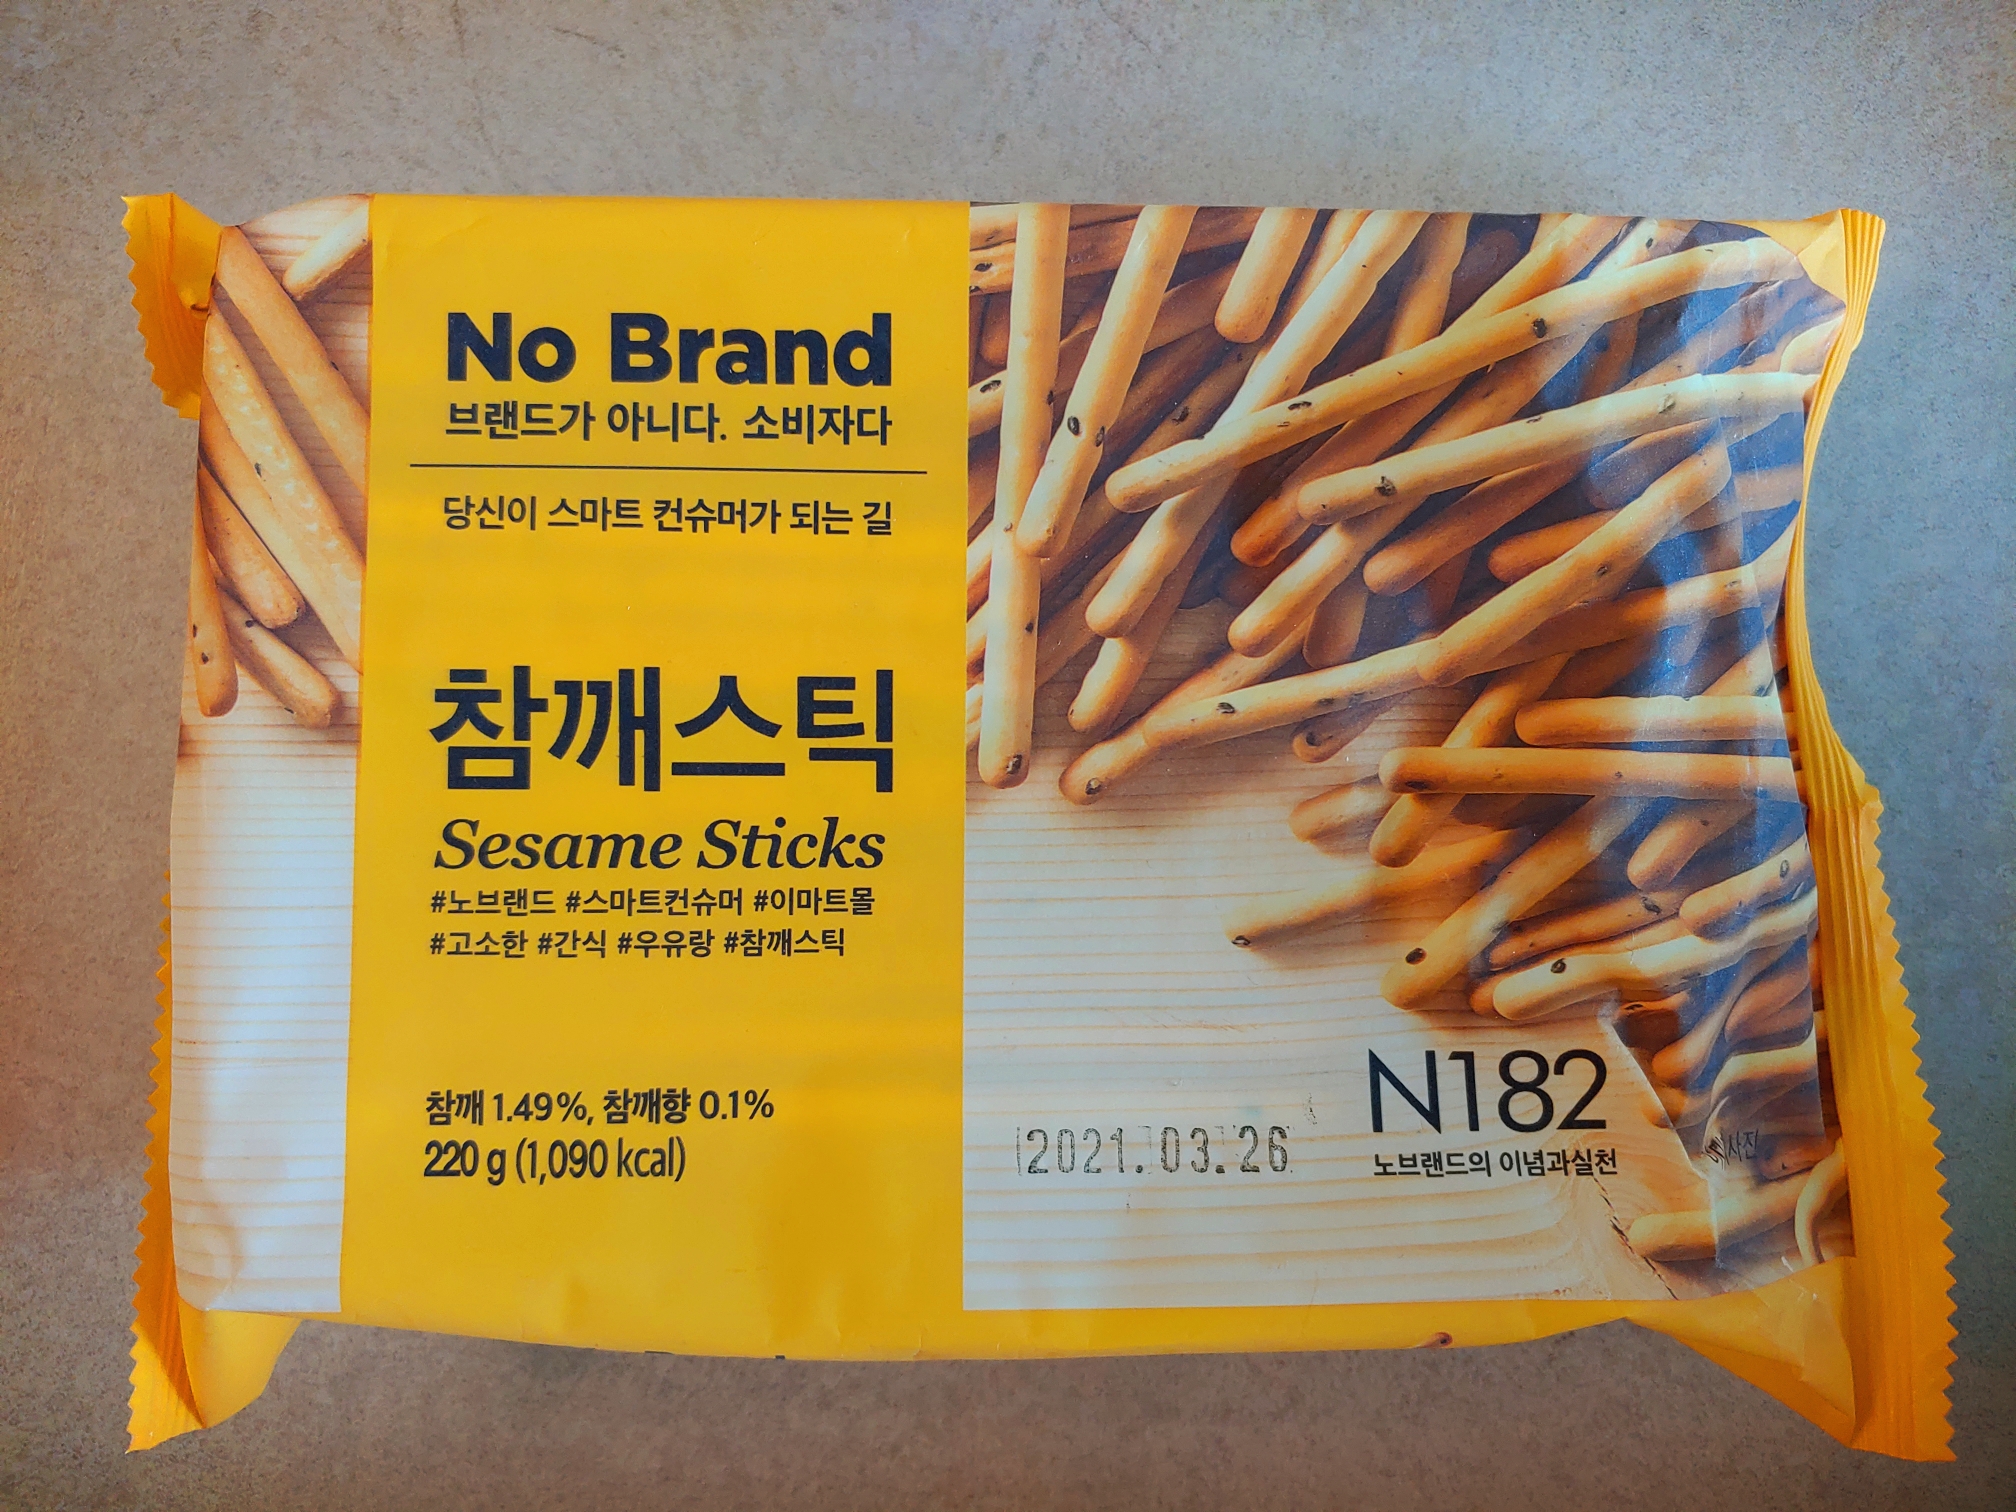 No Brand
브랜드가 아니다. 소비자다
당신이 스마트 컨슈머가 되는 길
참깨스틱
Sesame Sticks
#노브랜드 #스마트컨슈머 #이마트몰
#고소한 #간식 #우유랑 #참깨스틱
참깨 1.49%, 참깨향 0.1%
220 g (1,090 kcal)
2021.03.26
N182
노브랜드의 이념과실천
사진